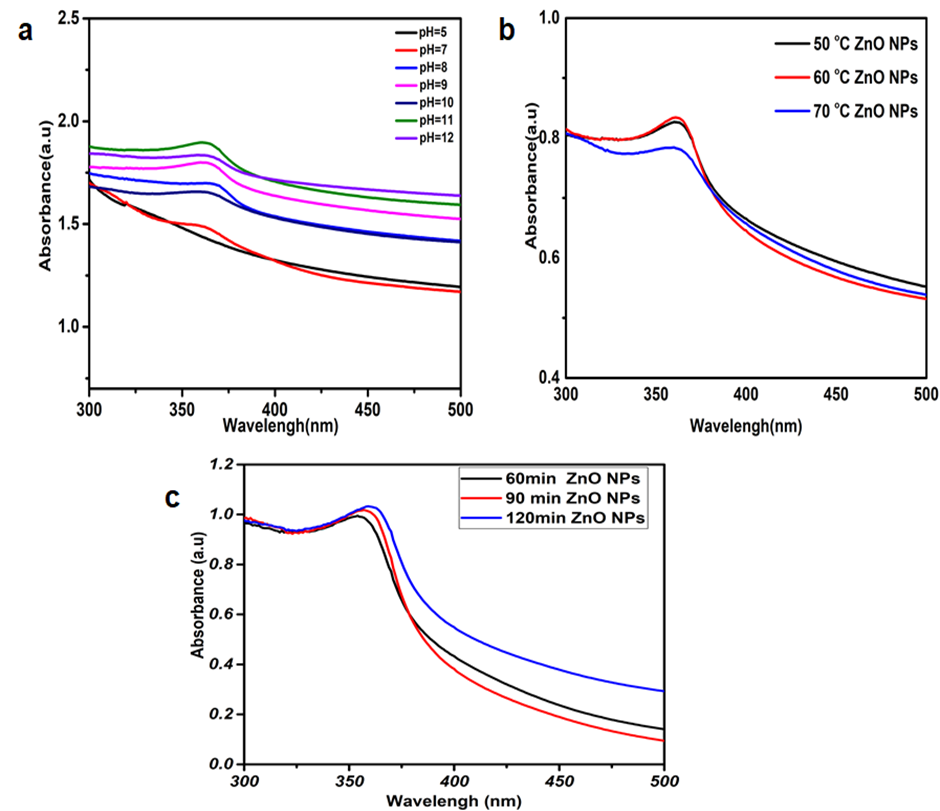 a
2.5
2.0
1.5
1.0
Absorbance(a.u)
pH=5
pH=7
pH=8
pH=9
pH=10
pH=11
pH=12
300 350 400 450 500
Wavelengh(nm)
b
1.0
0.8
0.6
0.4
Absorbance(a.u)
50 °C ZnO NPs
60 °C ZnO NPs
70 °C ZnO NPs
300 350 400 450 500
Wavelengh(nm)
c
1.2
1.0
0.8
0.6
0.4
0.2
0.0
Absorbance (a.u)
60min ZnO NPs
90 min ZnO NPs
120min ZnO NPs
300 350 400 450 500
Wavelengh (nm)